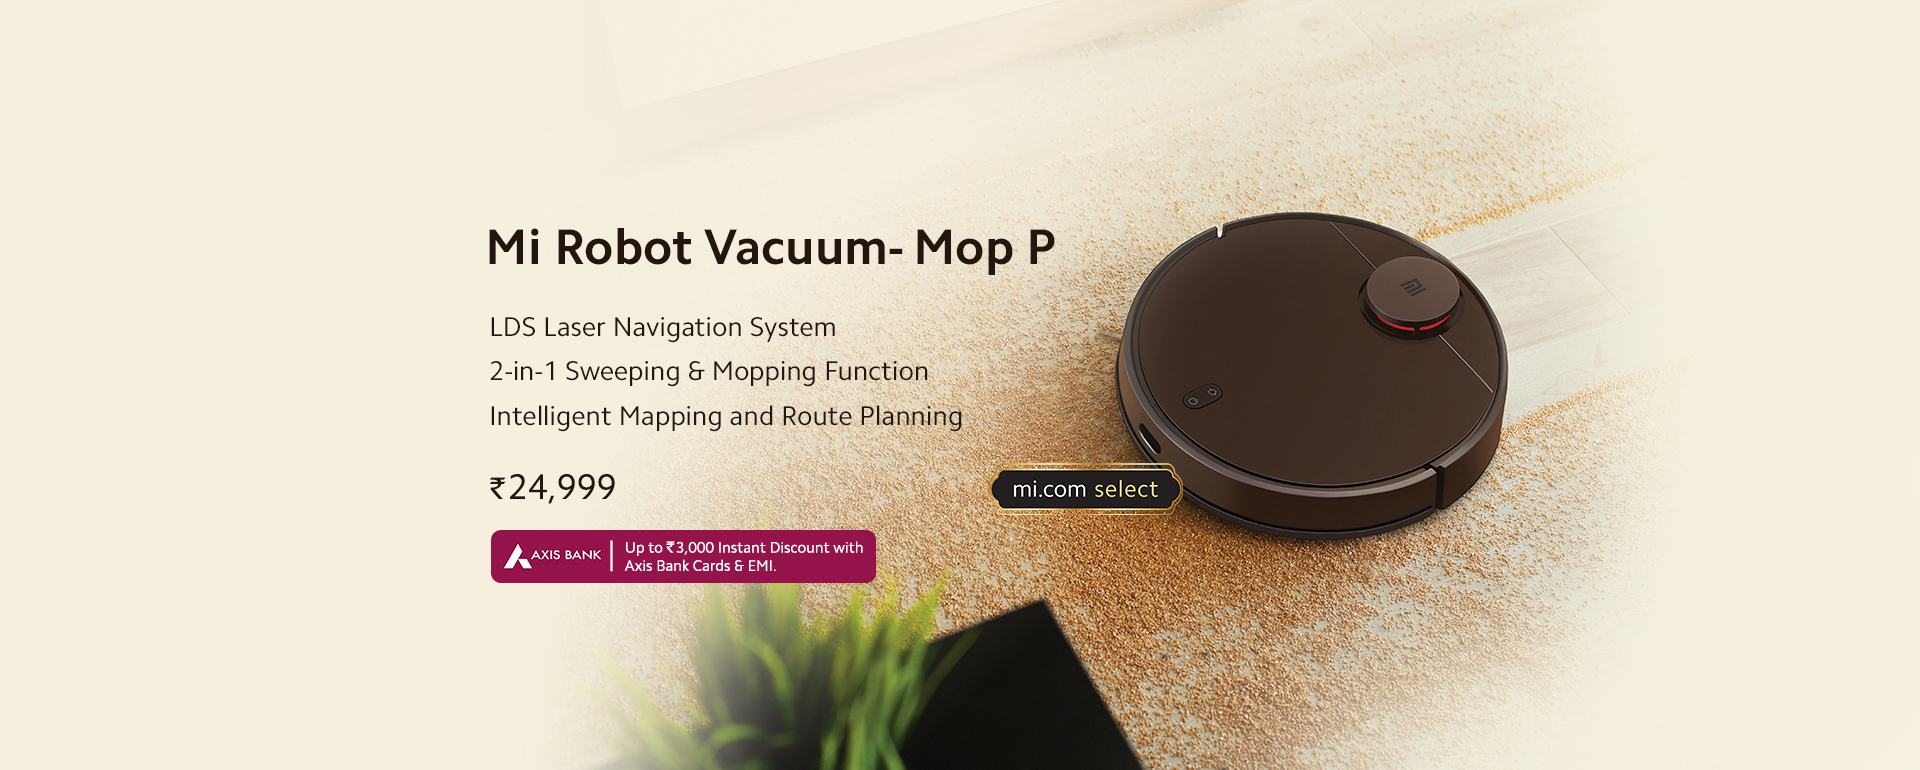 Mi Robot Vacuum- Mop P
LDS Laser Navigation System
2-in-1 Sweeping & Mopping Function
Intelligent Mapping and Route Planning
₹24,999
AXIS BANK
Up to ₹3,000 Instant Discount with
Axis Bank Cards & EMI.
mi.com select
mi